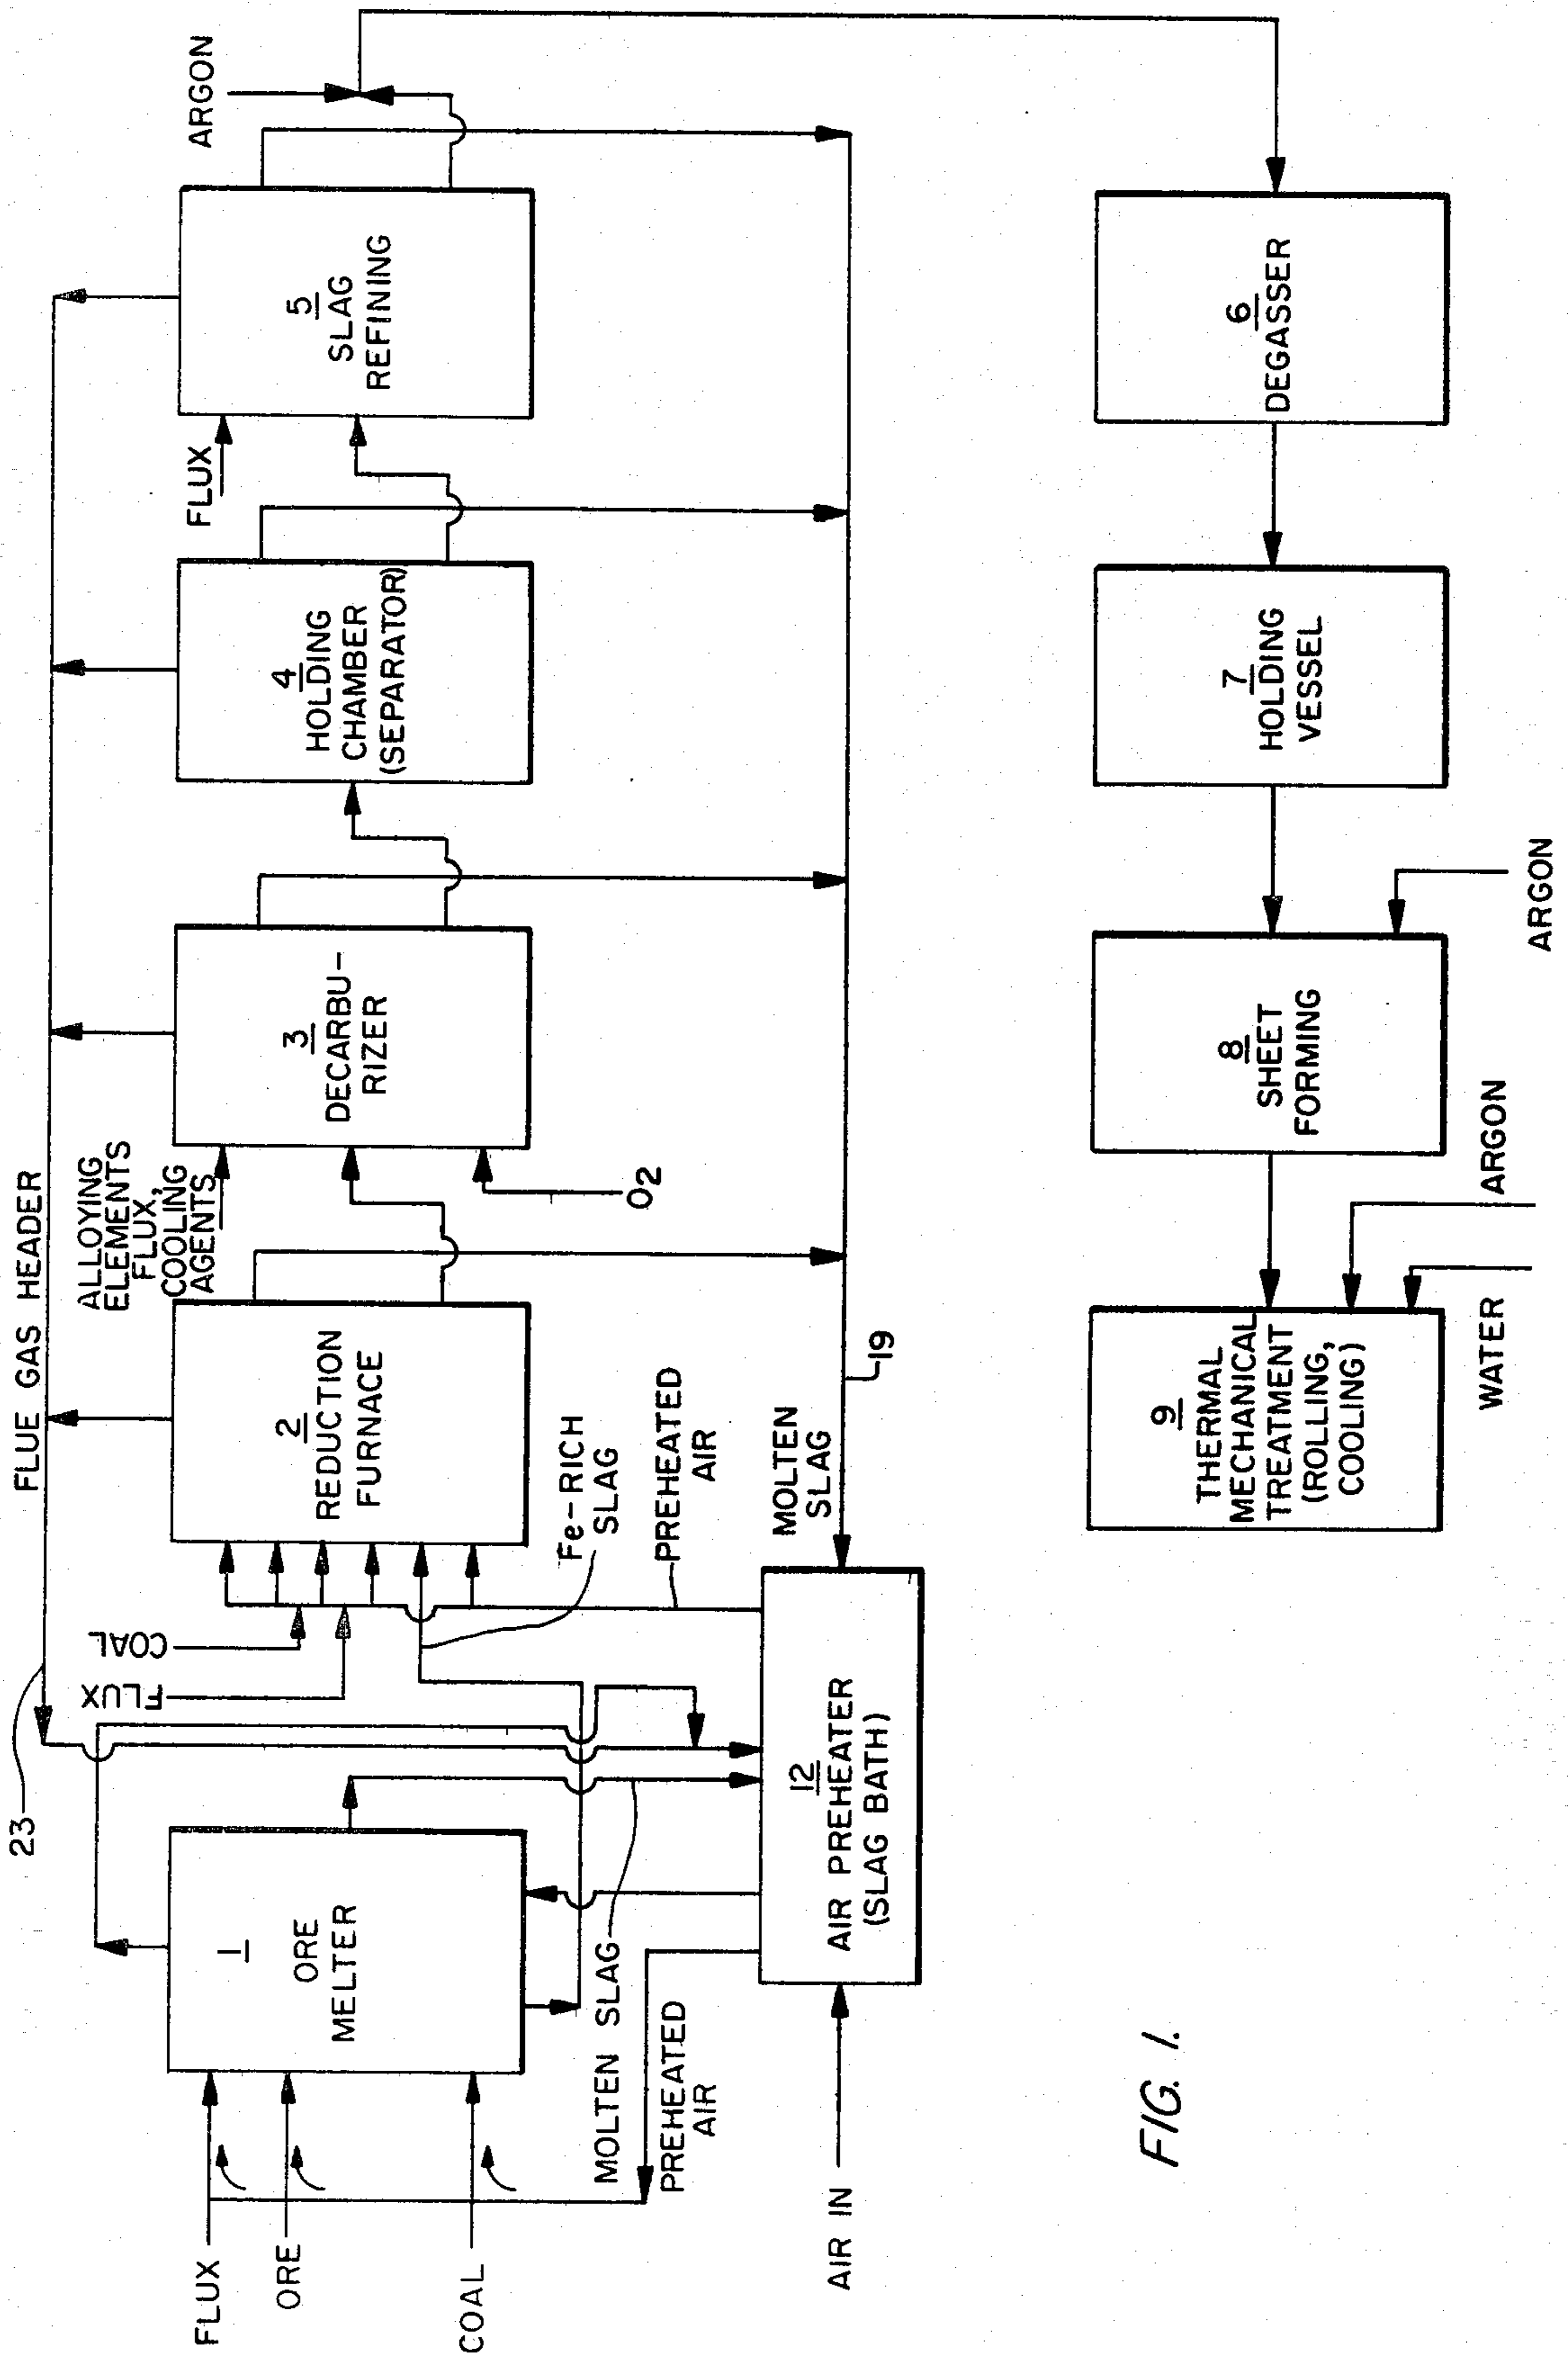 FLUE GAS HEADER
23
FLUX
ORE
COAL
1
ORE
MELTER
MOLTEN SLAG
PREHEATED
AIR
AIR IN
12
AIR PREHEATER
(SLAG BATH)
FLUX
COAL
Fe-RICH
SLAG
PREHEATED
AIR
MOLTEN
SLAG
19
2
REDUCTION
FURNACE
ALLOYING
ELEMENTS
FLUX,
COOLING
AGENTS
O2
3
DECARBU-
RIZER
4
HOLDING
CHAMBER
(SEPARATOR)
FLUX
5
SLAG
REFINING
ARGON
6
DEGASSER
7
HOLDING
VESSEL
8
SHEET
FORMING
ARGON
9
THERMAL
MECHANICAL
TREATMENT
(ROLLING,
COOLING)
ARGON
WATER
FIG. 1.